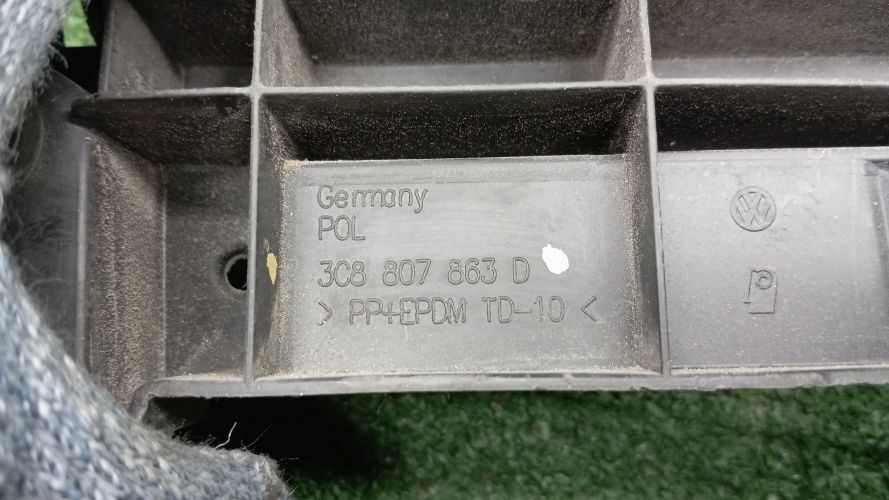 Germany
POL
3C8 807 863 D
> PP+EPDM TD-10 <